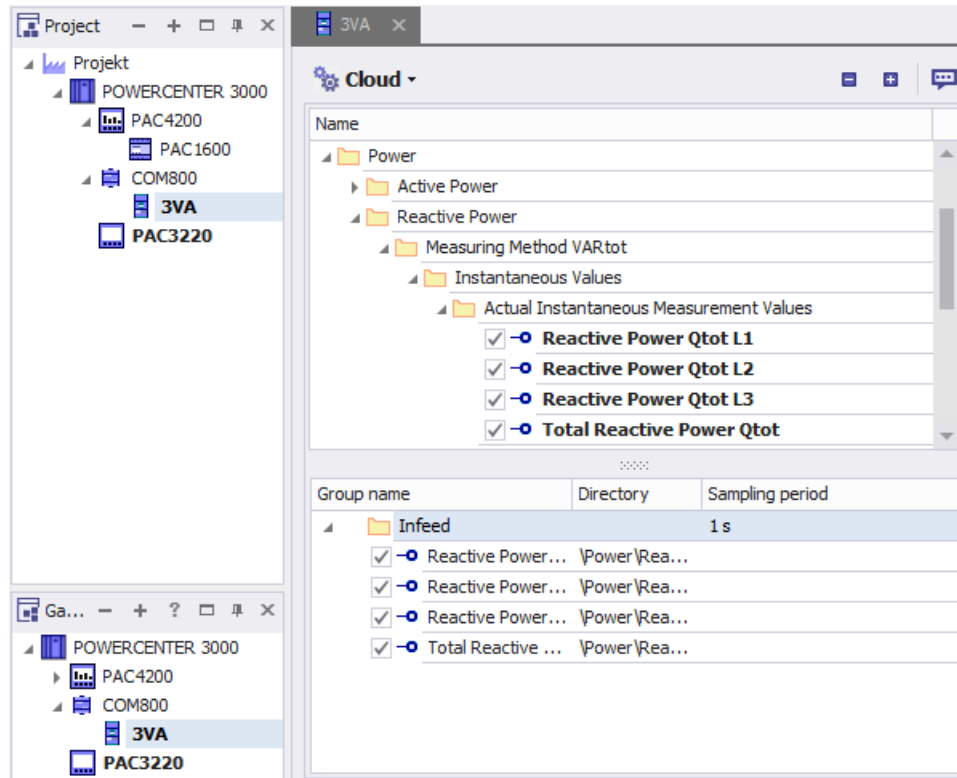 Project
Projekt
POWERCENTER 3000
PAC4200
PAC1600
COM800
3VA
PAC3220
Ga...
POWERCENTER 3000
PAC4200
COM800
3VA
PAC3220
3VA
Cloud
Name
Power
Active Power
Reactive Power
Measuring Method VARtot
Instantaneous Values
Actual Instantaneous Measurement Values
Reactive Power Qtot L1
Reactive Power Qtot L2
Reactive Power Qtot L3
Total Reactive Power Qtot
Group name Directory Sampling period
Infeed 1 s
Reactive Power... \Power\Rea...
Reactive Power... \Power\Rea...
Reactive Power... \Power\Rea...
Total Reactive ... \Power\Rea...